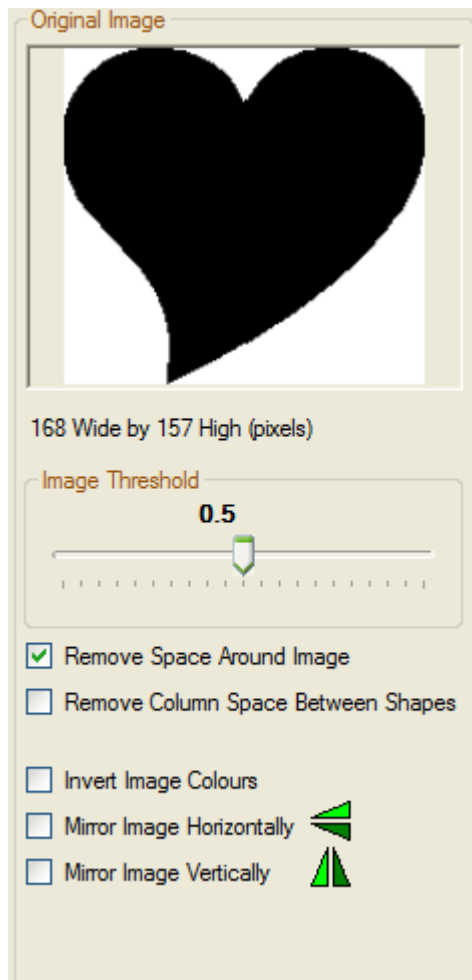 Original Image
168 Wide by 157 High (pixels)
Image Threshold
0.5
Remove Space Around Image
Remove Column Space Between Shapes
Invert Image Colours
Mirror Image Horizontally
Mirror Image Vertically